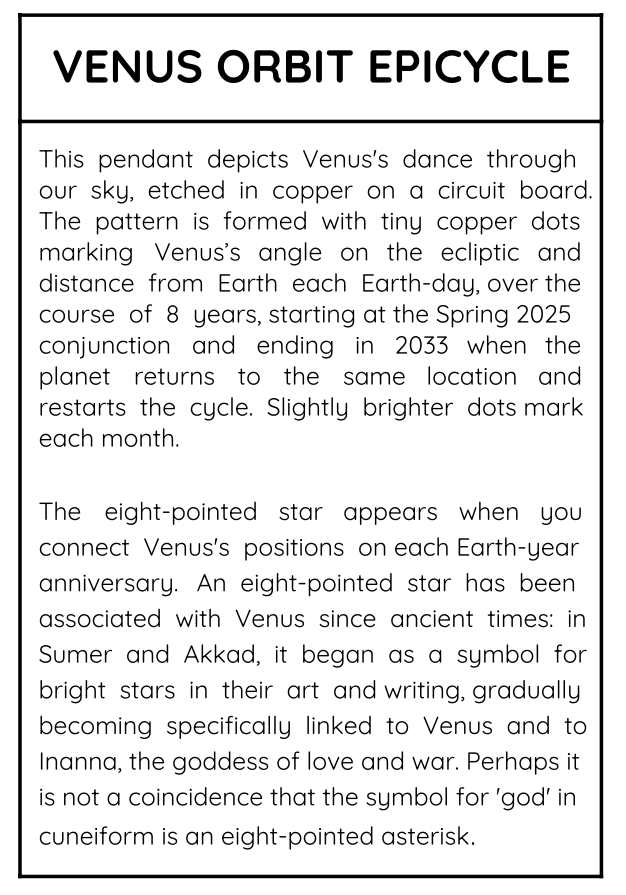 VENUS ORBIT EPICYCLE
This pendant depicts Venus's dance through
our sky, etched in copper on a circuit board.
The pattern is formed with tiny copper dots
marking Venus’s angle on the ecliptic and
distance from Earth each Earth-day, over the
course of 8 years, starting at the Spring 2025
conjunction and ending in 2033 when the
planet returns to the same location and
restarts the cycle. Slightly brighter dots mark
each month.
The eight-pointed star appears when you
connect Venus's positions on each Earth-year
anniversary. An eight-pointed star has been
associated with Venus since ancient times: in
Sumer and Akkad, it began as a symbol for
bright stars in their art and writing, gradually
becoming specifically linked to Venus and to
Inanna, the goddess of love and war. Perhaps it
is not a coincidence that the symbol for 'god' in
cuneiform is an eight-pointed asterisk.